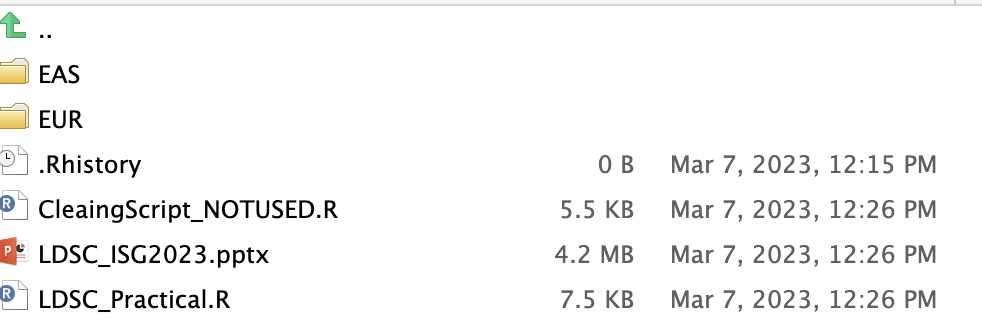 ..
EAS
EUR
.Rhistory 0 B Mar 7, 2023, 12:15 PM
CleaingScript_NOTUSED.R 5.5 KB Mar 7, 2023, 12:26 PM
LDSC_ISG2023.pptx 4.2 MB Mar 7, 2023, 12:26 PM
LDSC_Practical.R 7.5 KB Mar 7, 2023, 12:26 PM